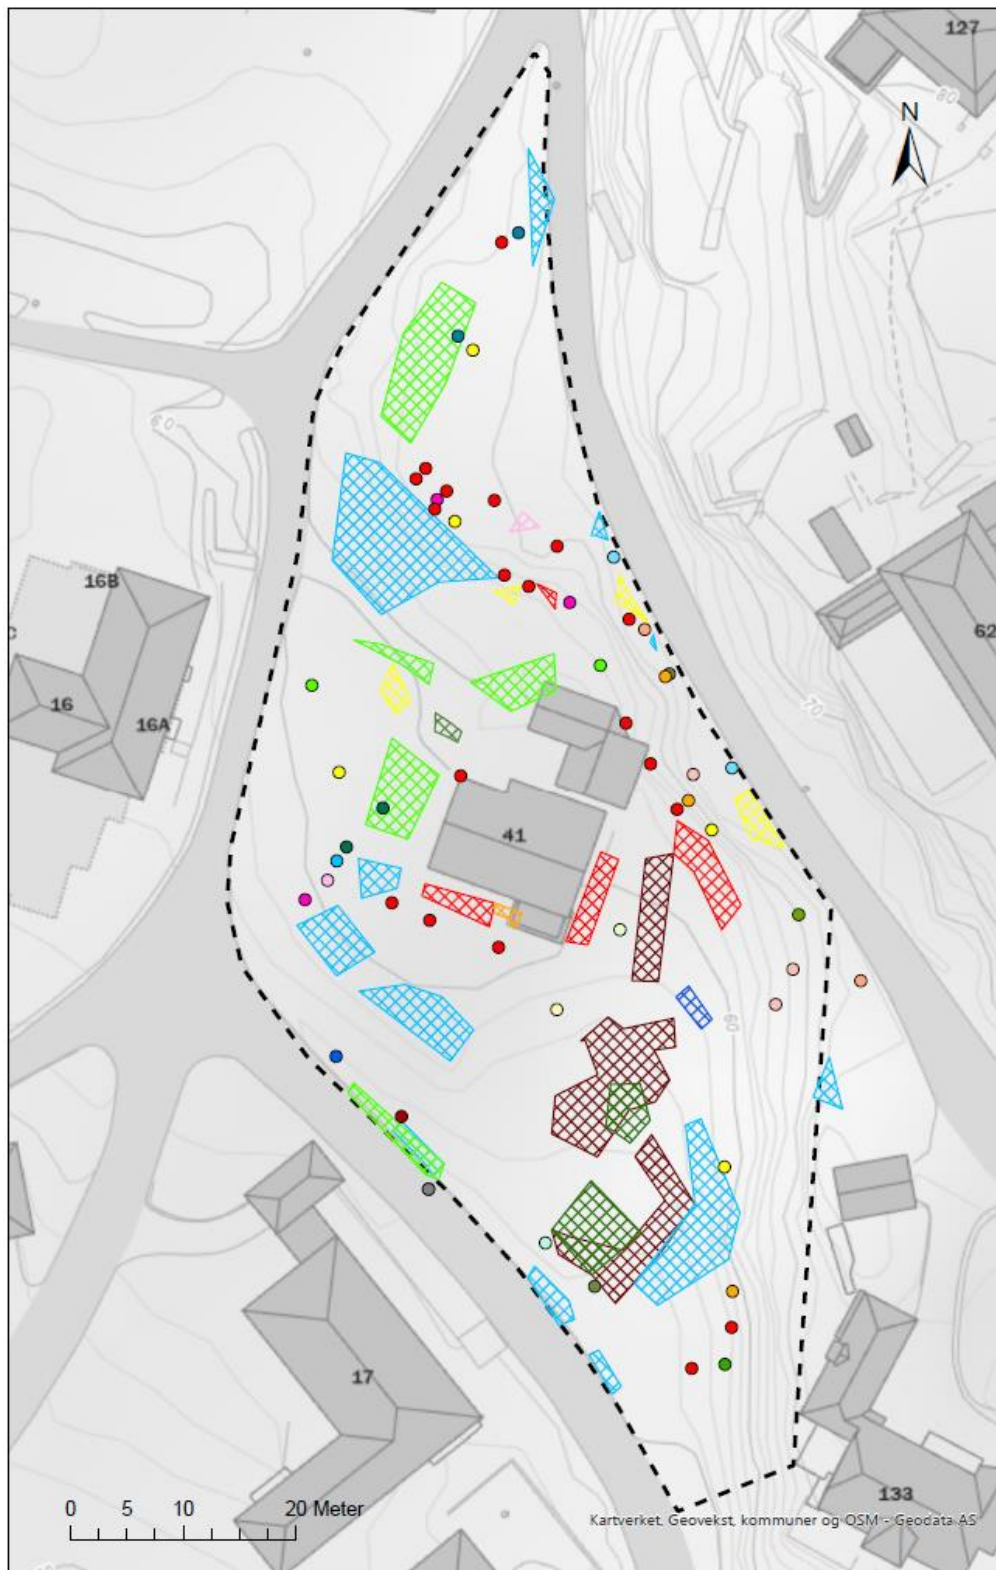 127
80
N
60
16B
62
C
16
16A
70
41
60
17
0 5 10 20 Meter
133
Kartverket, Geovekst, kommuner og OSM - Geodata AS